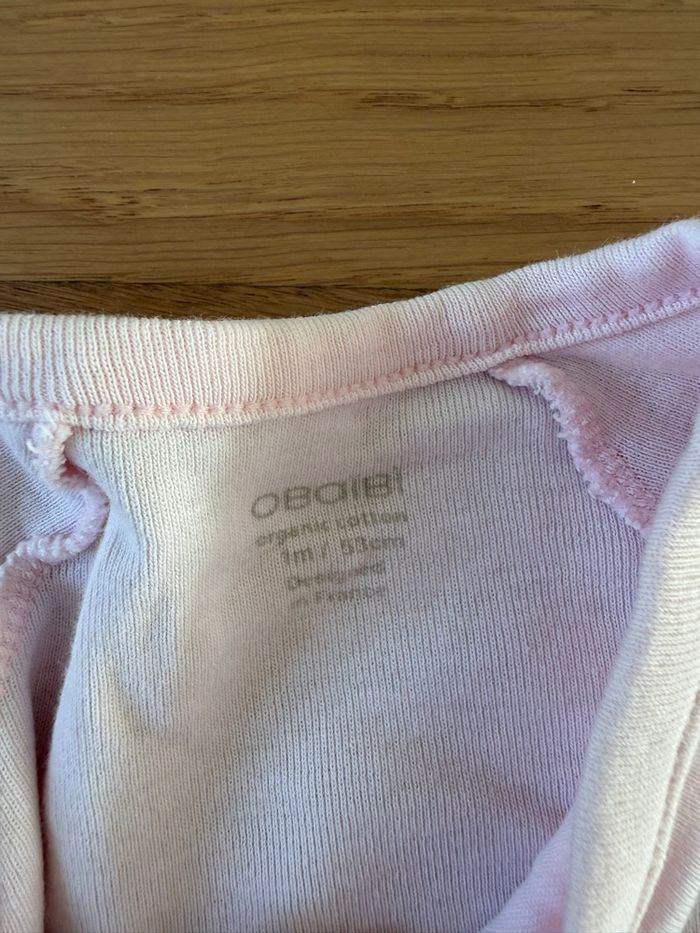 OBAIBI
organic cotton
1m / 53cm
Designed
in France